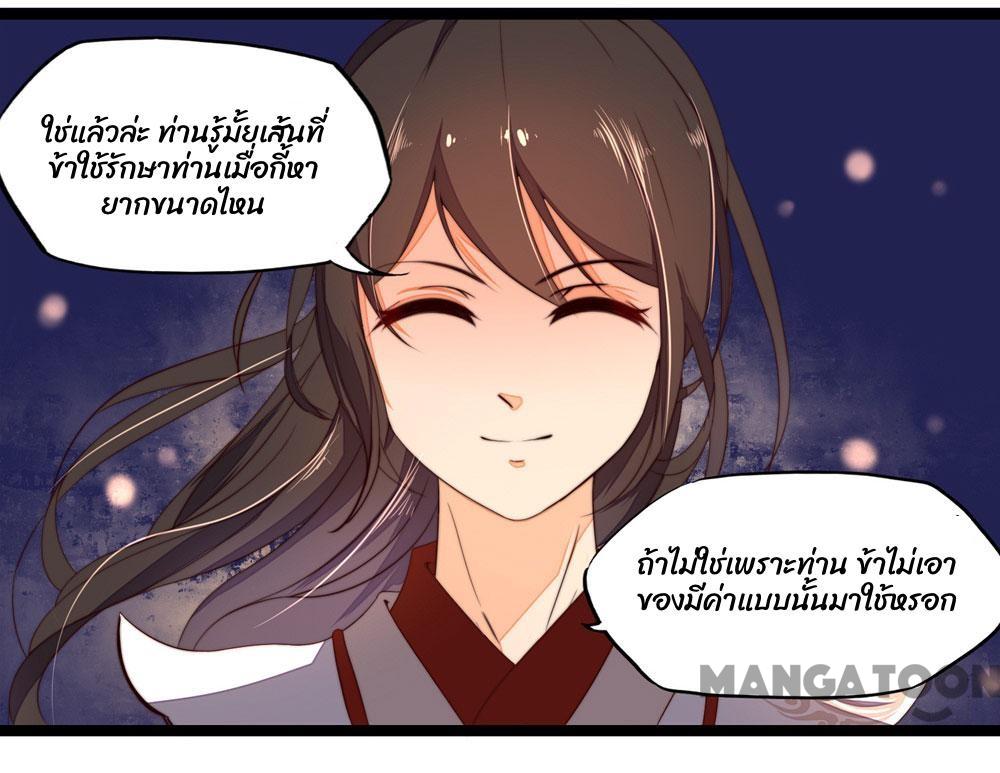 ใช่แล้วล่ะ ท่านรู้มั้ยเส้นที่
ข้าใช้รักษาท่านเมื่อกี้หา
ยากขนาดไหน
ถ้าไม่ใช่เพราะท่าน ข้าไม่เอา
ของมีค่าแบบนั้นมาใช้หรอก
MANGATOON